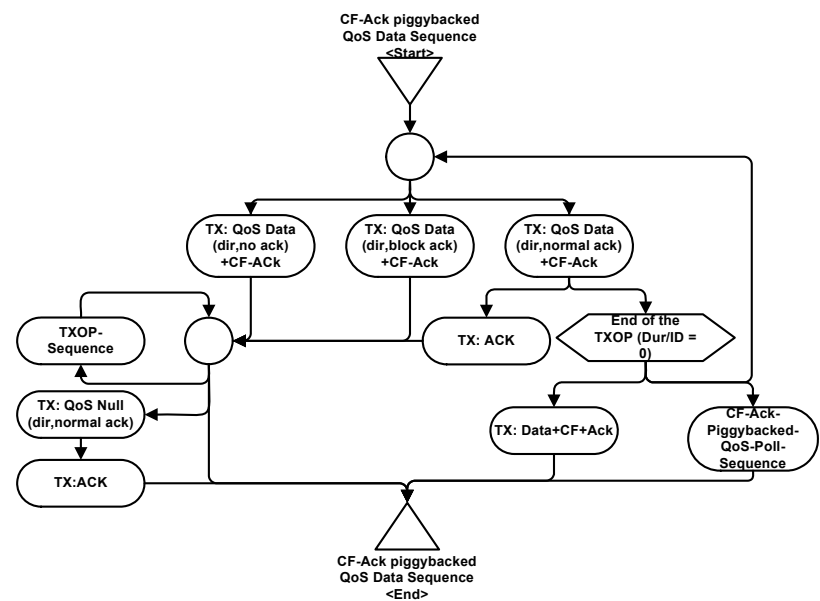 CF-Ack piggybacked
QoS Data Sequence
<Start>
TX: QoS Data
(dir,no ack)
+CF-ACk
TX: QoS Data
(dir,block ack)
+CF-Ack
TX: QoS Data
(dir,normal ack)
+CF-Ack
TXOP-
Sequence
TX: ACK
End of the
TXOP (Dur/ID =
0)
TX: QoS Null
(dir,normal ack)
TX: Data+CF+Ack
CF-Ack-
Piggybacked-
QoS-Poll-
Sequence
TX:ACK
CF-Ack piggybacked
QoS Data Sequence
<End>